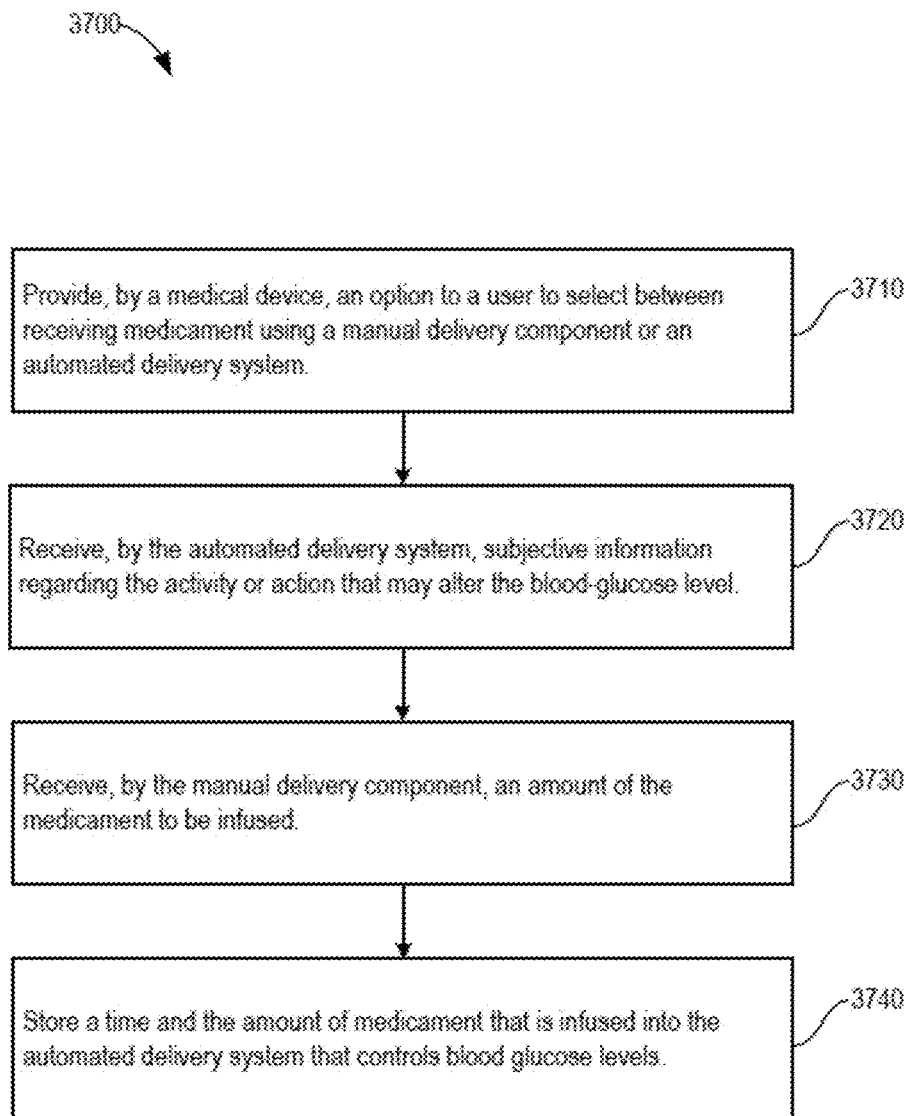 3700
Provide, by a medical device, an option to a user to select between
receiving medicament using a manual delivery component or an
automated delivery system.
3710
Receive, by the automated delivery system, subjective information
regarding the activity or action that may alter the blood-glucose level.
3720
Receive, by the manual delivery component, an amount of the
medicament to be infused.
3730
Store a time and the amount of medicament that is infused into the
automated delivery system that controls blood glucose levels.
3740